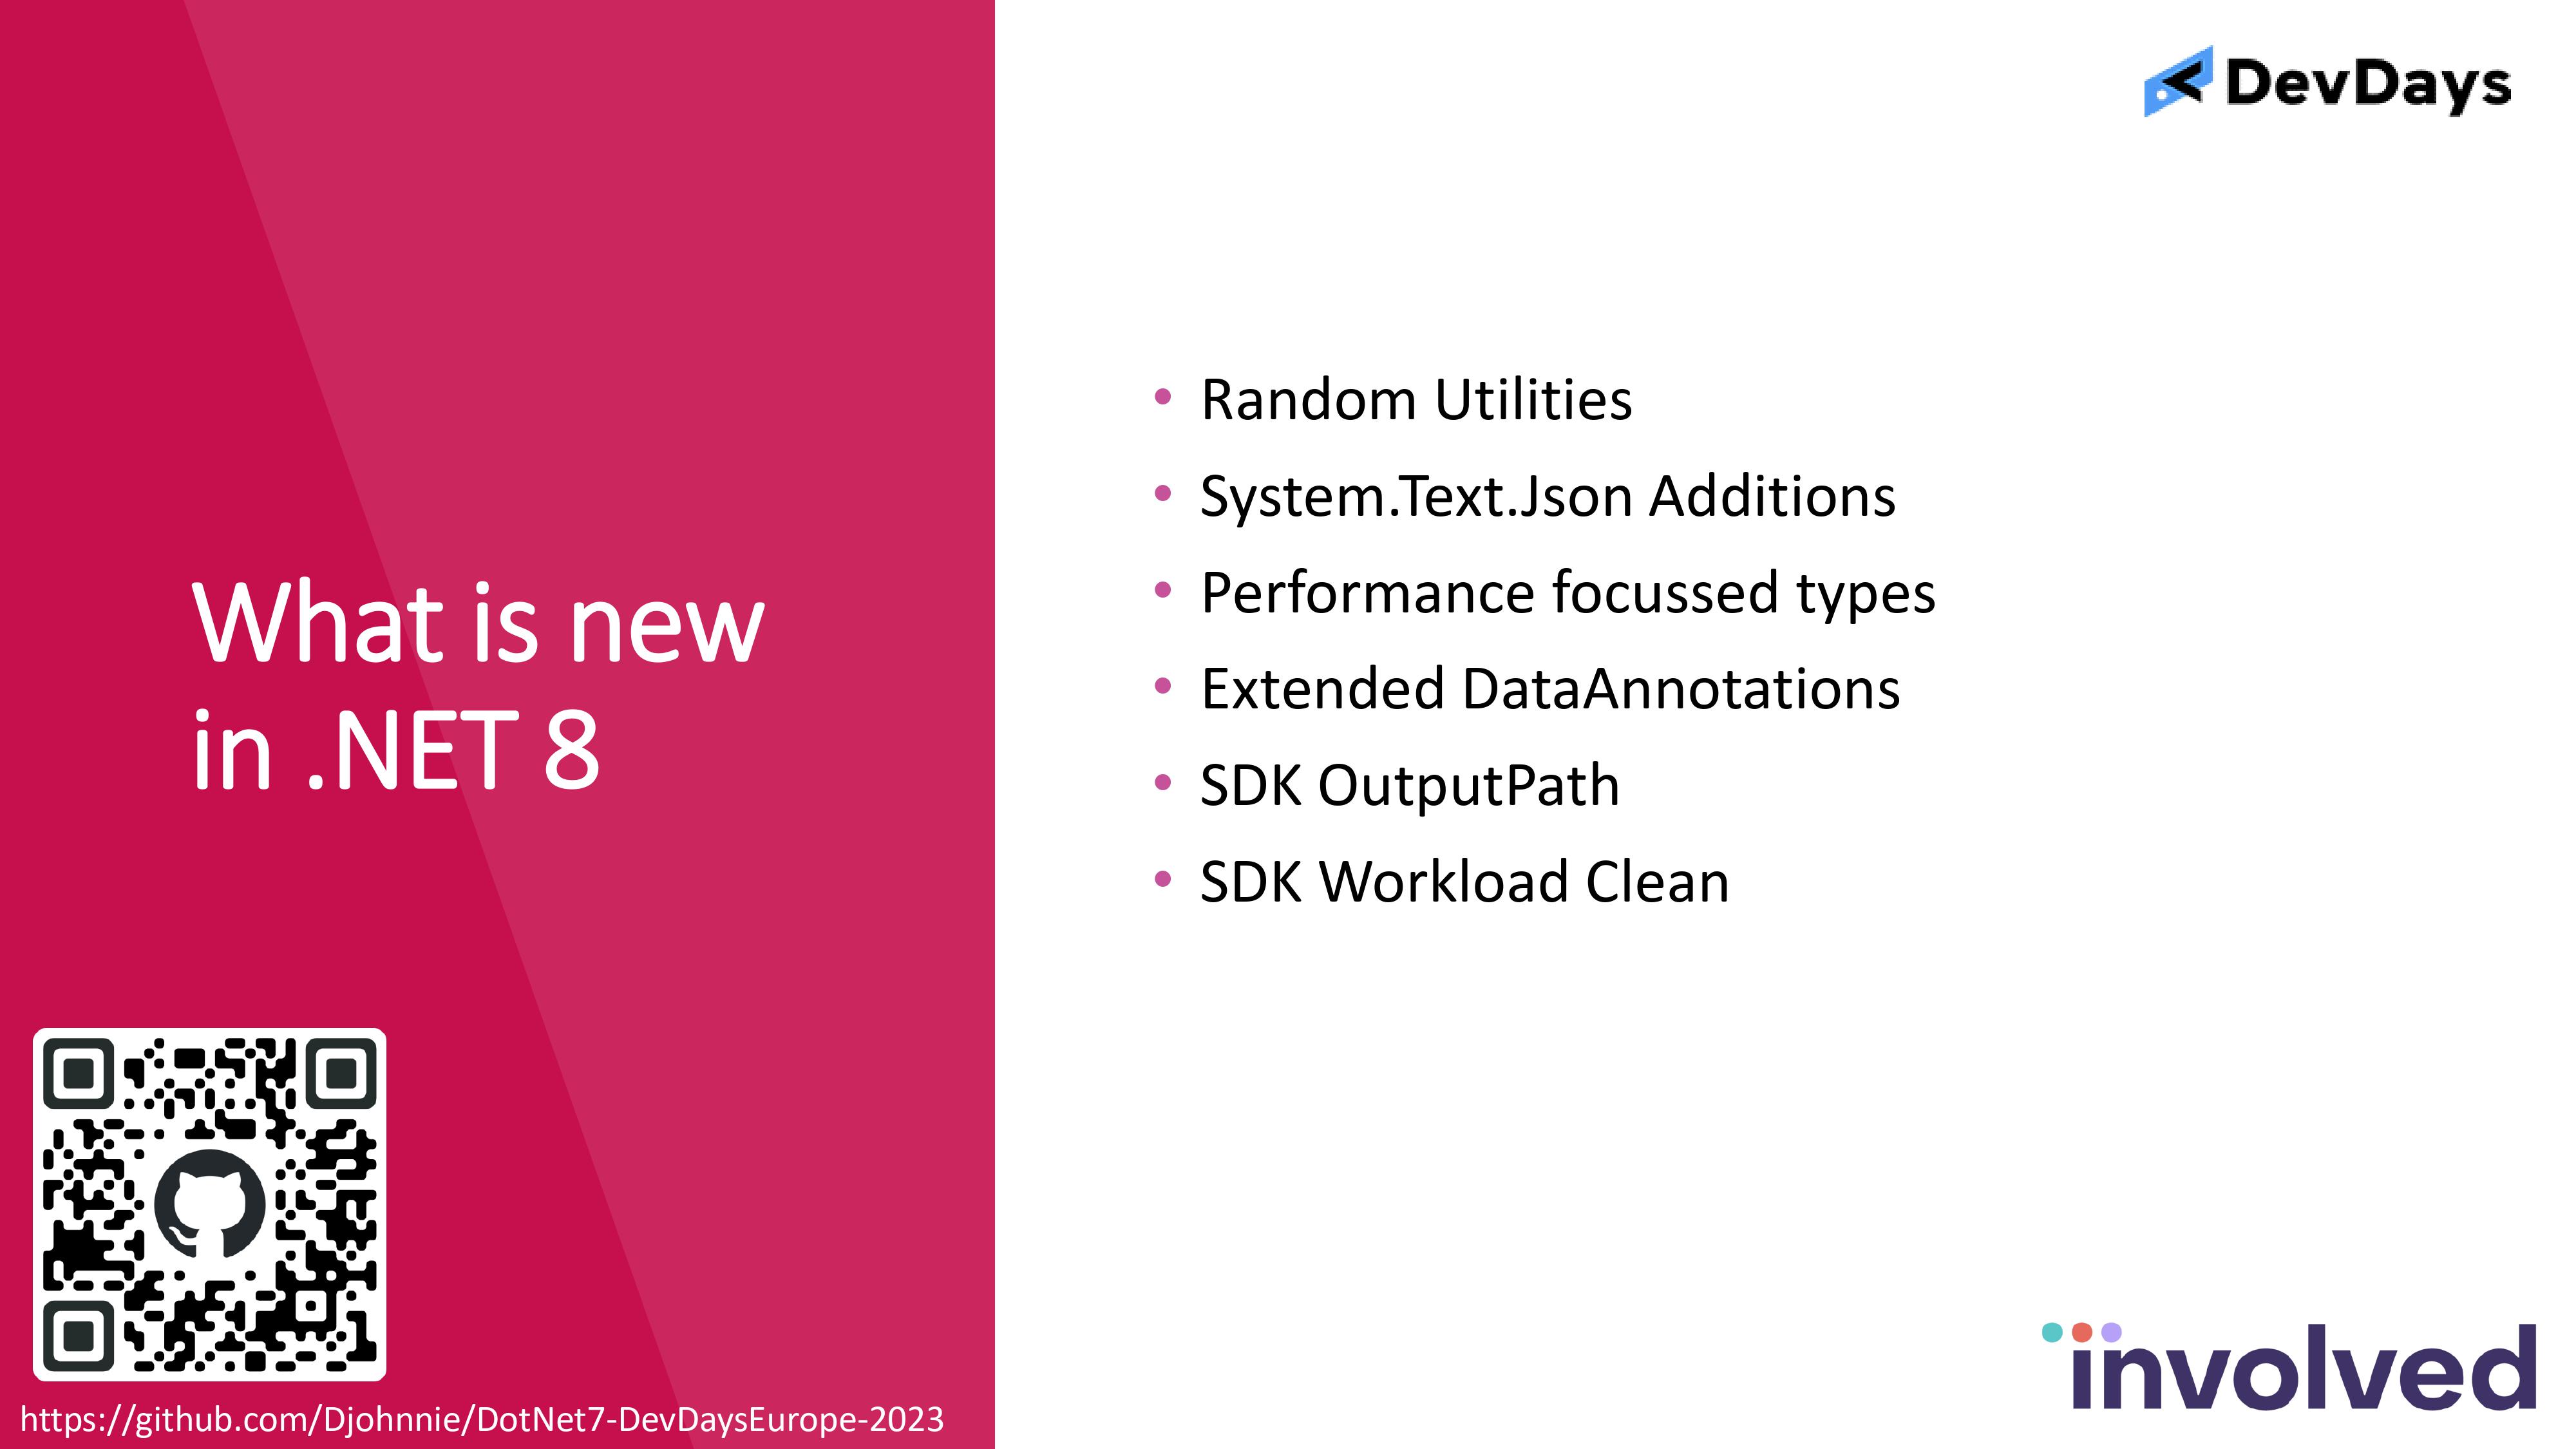 DevDays
What is new
in .NET 8
• Random Utilities
• System.Text.Json Additions
• Performance focussed types
• Extended DataAnnotations
• SDK OutputPath
• SDK Workload Clean
https://github.com/Djohnnie/DotNet7-DevDaysEurope-2023
involved